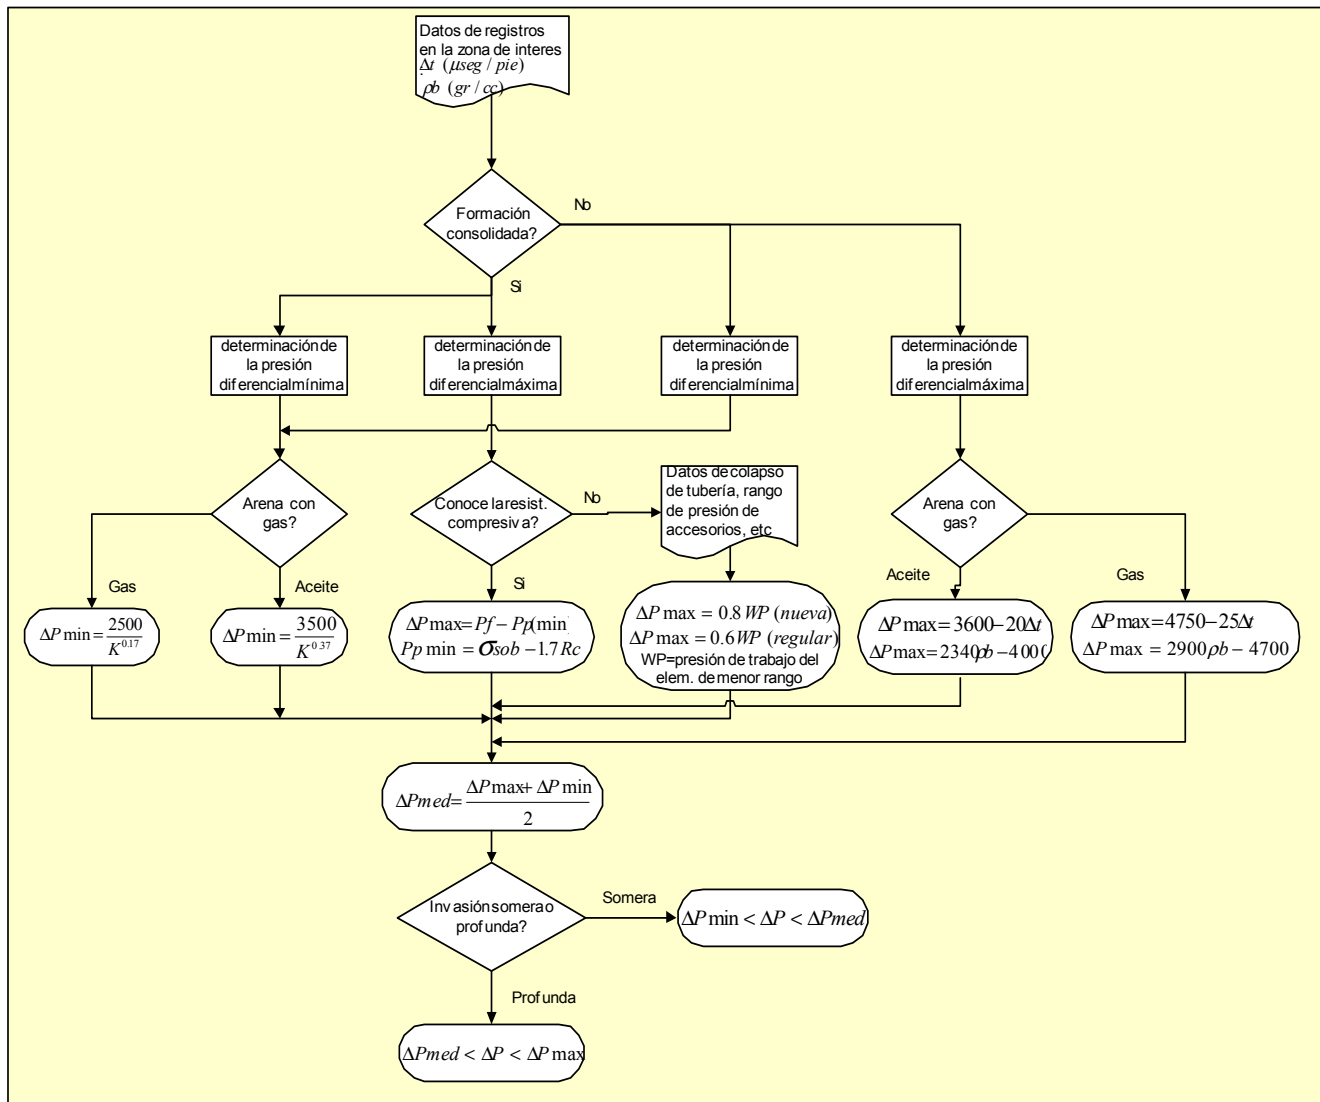 Datos de registros
en la zona de interes
Δt (μseg / pie)
ρb (gr / cc)
Formación
consolidada?
No
Si
determinación de
la presión
diferencial mínima
determinación de
la presión
diferencial máxima
determinación de
la presión
diferencial mínima
determinación de
la presión
diferencial máxima
Arena con
gas?
Conoce la resist.
compresiva?
No
Datos de colapso
de tubería, rango
de presión de
accesorios, etc
Arena con
gas?
Gas
Aceite
Si
Aceite
Gas
ΔP min = 2500 / K^0.17
ΔP min = 3500 / K^0.37
ΔP max = Pf − Pp(min
Pp min = σsob − 1.7 Rc
ΔP max = 0.8 WP (nueva)
ΔP max = 0.6 WP (regular)
WP=presión de trabajo del
elem. de menor rango
ΔP max = 3600 − 20Δt
ΔP max = 2340ρb − 400(
ΔP max = 4750 − 25Δt
ΔP max = 2900ρb − 4700
ΔPmed = ΔP max + ΔP min / 2
Invasión somera o
profunda?
Somera
ΔP min < ΔP < ΔPmed
Profunda
ΔPmed < ΔP < ΔP max